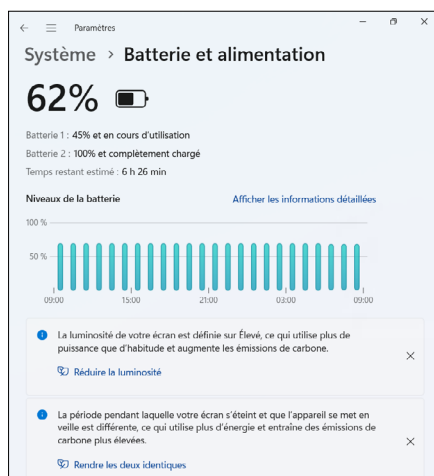 Paramètres
Système > Batterie et alimentation
62%
Batterie 1 : 45% et en cours d'utilisation
Batterie 2 : 100% et complètement chargé
Temps restant estimé : 6 h 26 min
Niveaux de la batterie Afficher les informations détaillées
100 %
50 %
09:00 15:00 21:00 03:00 09:00
La luminosité de votre écran est définie sur Élevé, ce qui utilise plus de
puissance que d'habitude et augmente les émissions de carbone.
Réduire la luminosité
La période pendant laquelle votre écran s'éteint et que l'appareil se met en
veille est différente, ce qui utilise plus d'énergie et entraîne des émissions de
carbone plus élevées.
Rendre les deux identiques